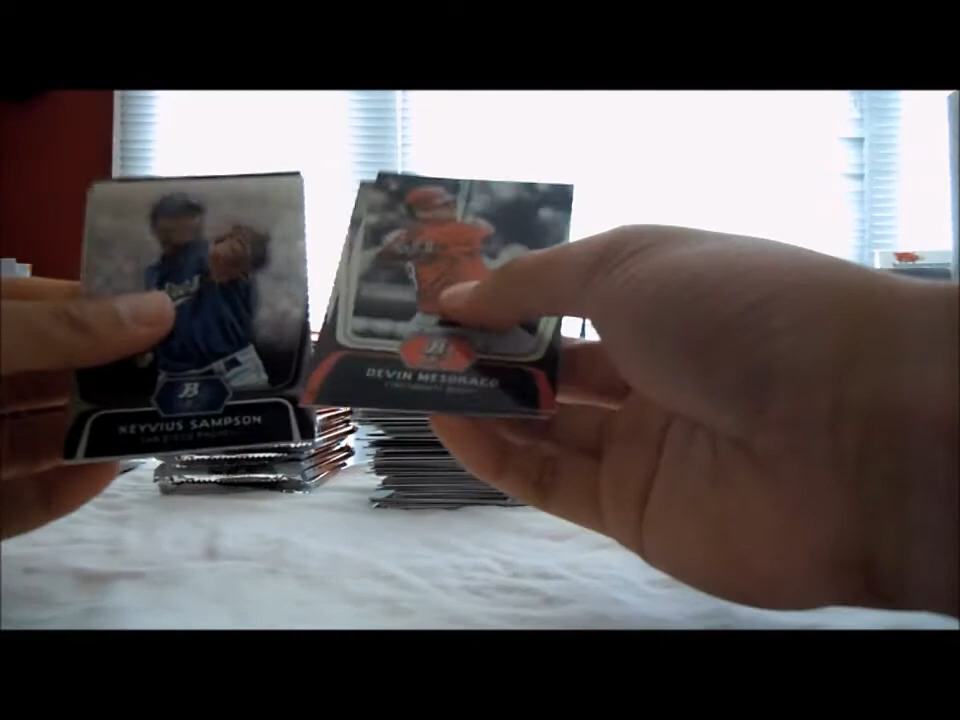 KEYVIUS SAMPSON
SAN DIEGO PADRES
DEVIN MESORACO
CINCINNATI REDS